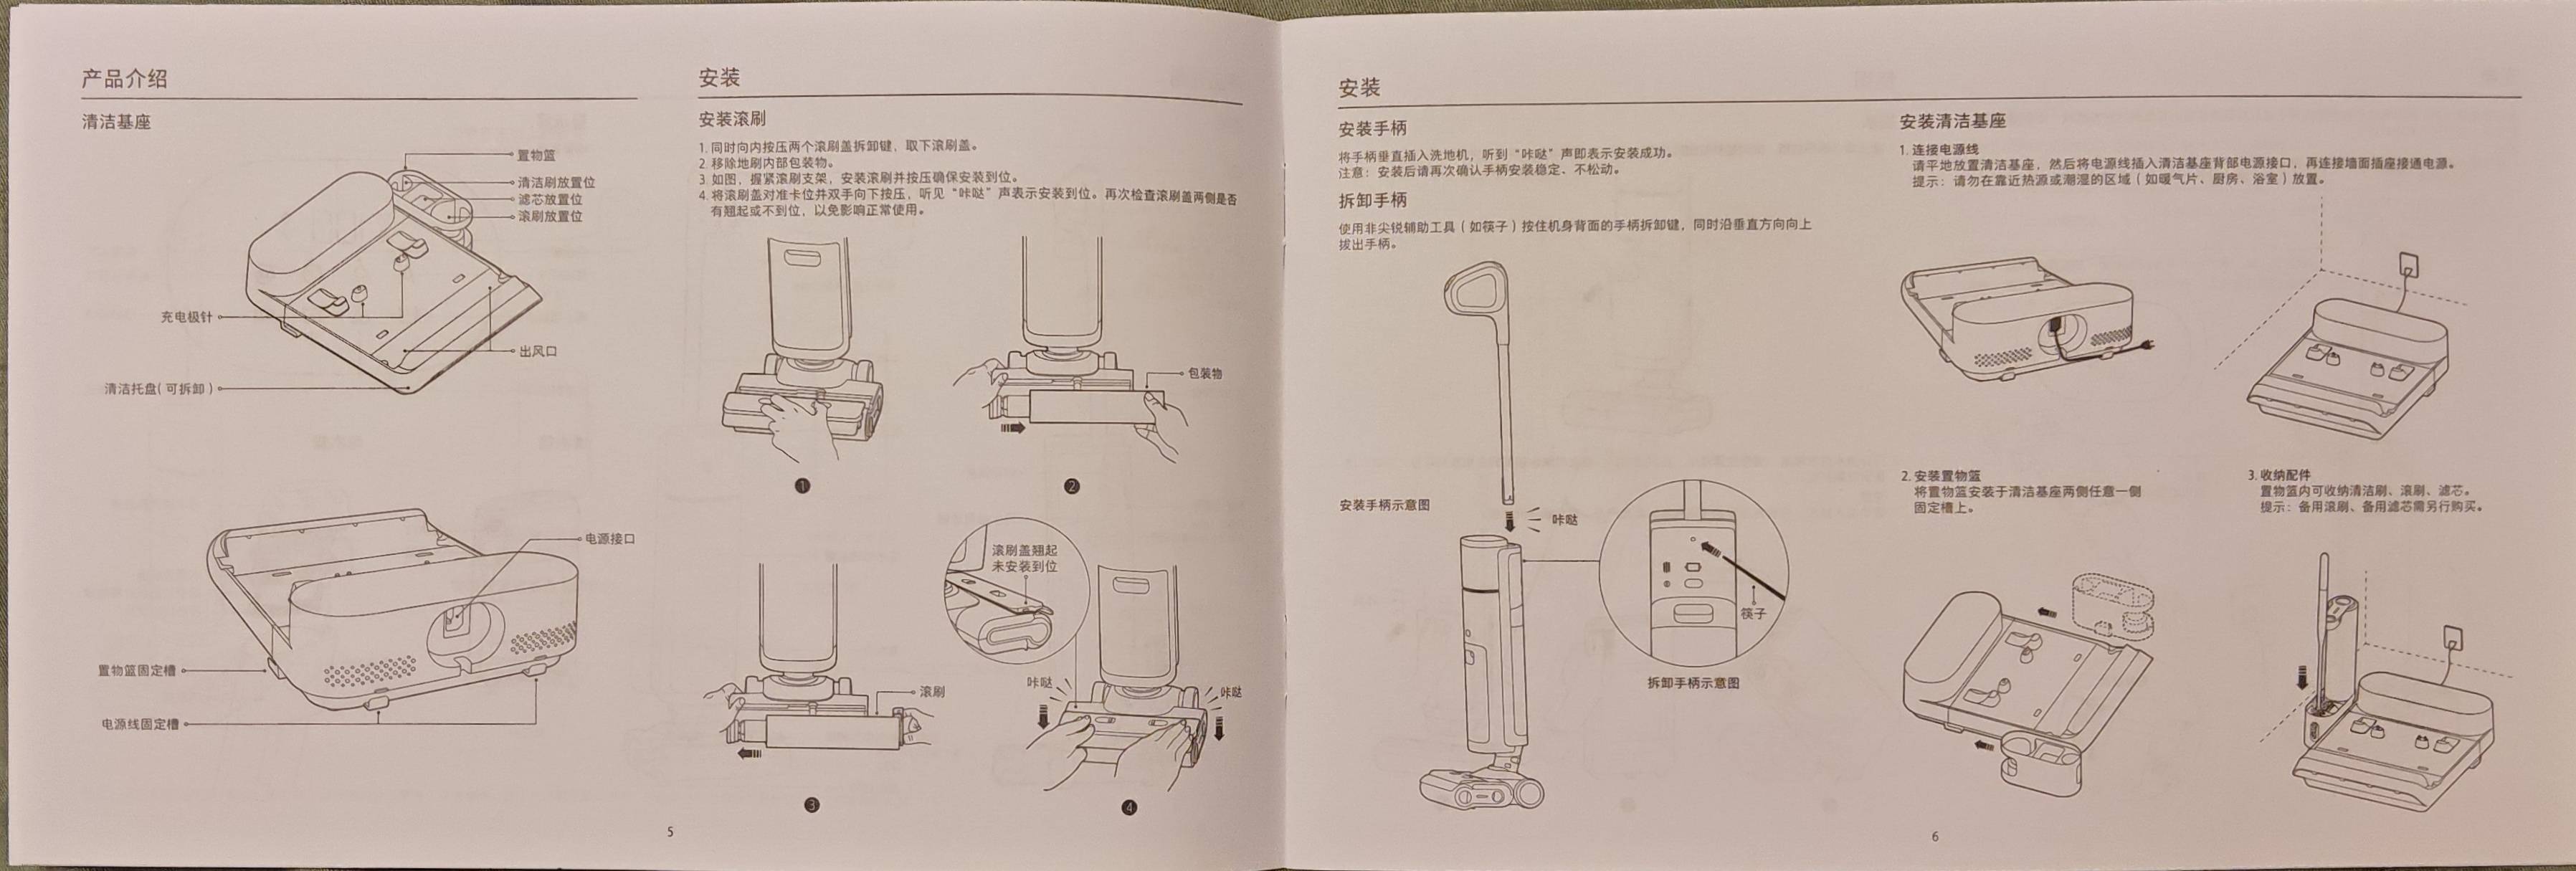 产品介绍
清洁基座
置物篮
清洁刷放置位
滤芯放置位
滚刷放置位
充电极针
出风口
清洁托盘(可拆卸)
电源接口
置物篮固定槽
电源线固定槽
安装
安装滚刷
1. 同时向内按压两个滚刷盖拆卸键，取下滚刷盖。
2. 移除地刷内部包装物。
3. 如图，握紧滚刷支架，安装滚刷并按压确保安装到位。
4. 将滚刷盖对准卡位并双手向下按压，听见“咔哒”声表示安装到位。再次检查滚刷盖两侧是否
有翘起或不到位，以免影响正常使用。
包装物
1
2
滚刷盖翘起
未安装到位
滚刷
咔哒
咔哒
3
4
5
安装
安装手柄
将手柄垂直插入洗地机，听到“咔哒”声即表示安装成功。
注意：安装后请再次确认手柄安装稳定、不松动。
拆卸手柄
使用非尖锐辅助工具（如筷子）按住机身背面的手柄拆卸键，同时沿垂直方向向上
拔出手柄。
安装手柄示意图
咔哒
筷子
拆卸手柄示意图
安装清洁基座
1. 连接电源线
请平地放置清洁基座，然后将电源线插入清洁基座背部电源接口，再连接墙面插座接通电源。
提示：请勿在靠近热源或潮湿的区域（如暖气片、厨房、浴室）放置。
2. 安装置物篮
将置物篮安装于清洁基座两侧任意一侧
固定槽上。
3. 收纳配件
置物篮内可收纳清洁刷、滚刷、滤芯。
提示：备用滚刷、备用滤芯需另行购买。
6